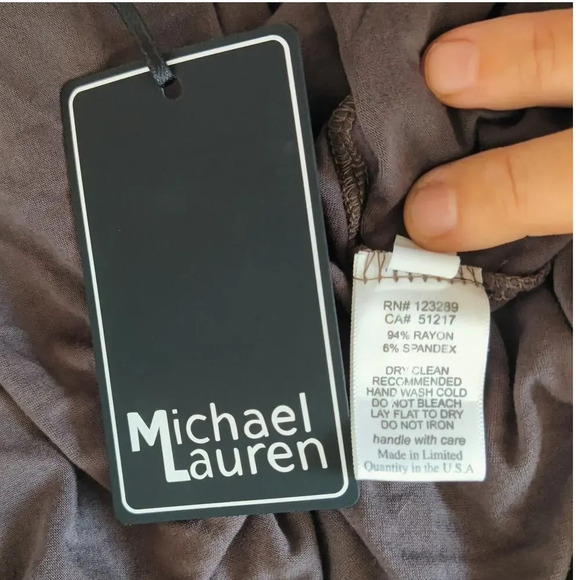 Michael
Lauren
RN# 123289
CA# 51217
94% RAYON
6% SPANDEX
DRY CLEAN
RECOMMENDED
HAND WASH COLD
DO NOT BLEACH
LAY FLAT TO DRY
DO NOT IRON
handle with care
Made in Limited
Quantity in the U.S.A